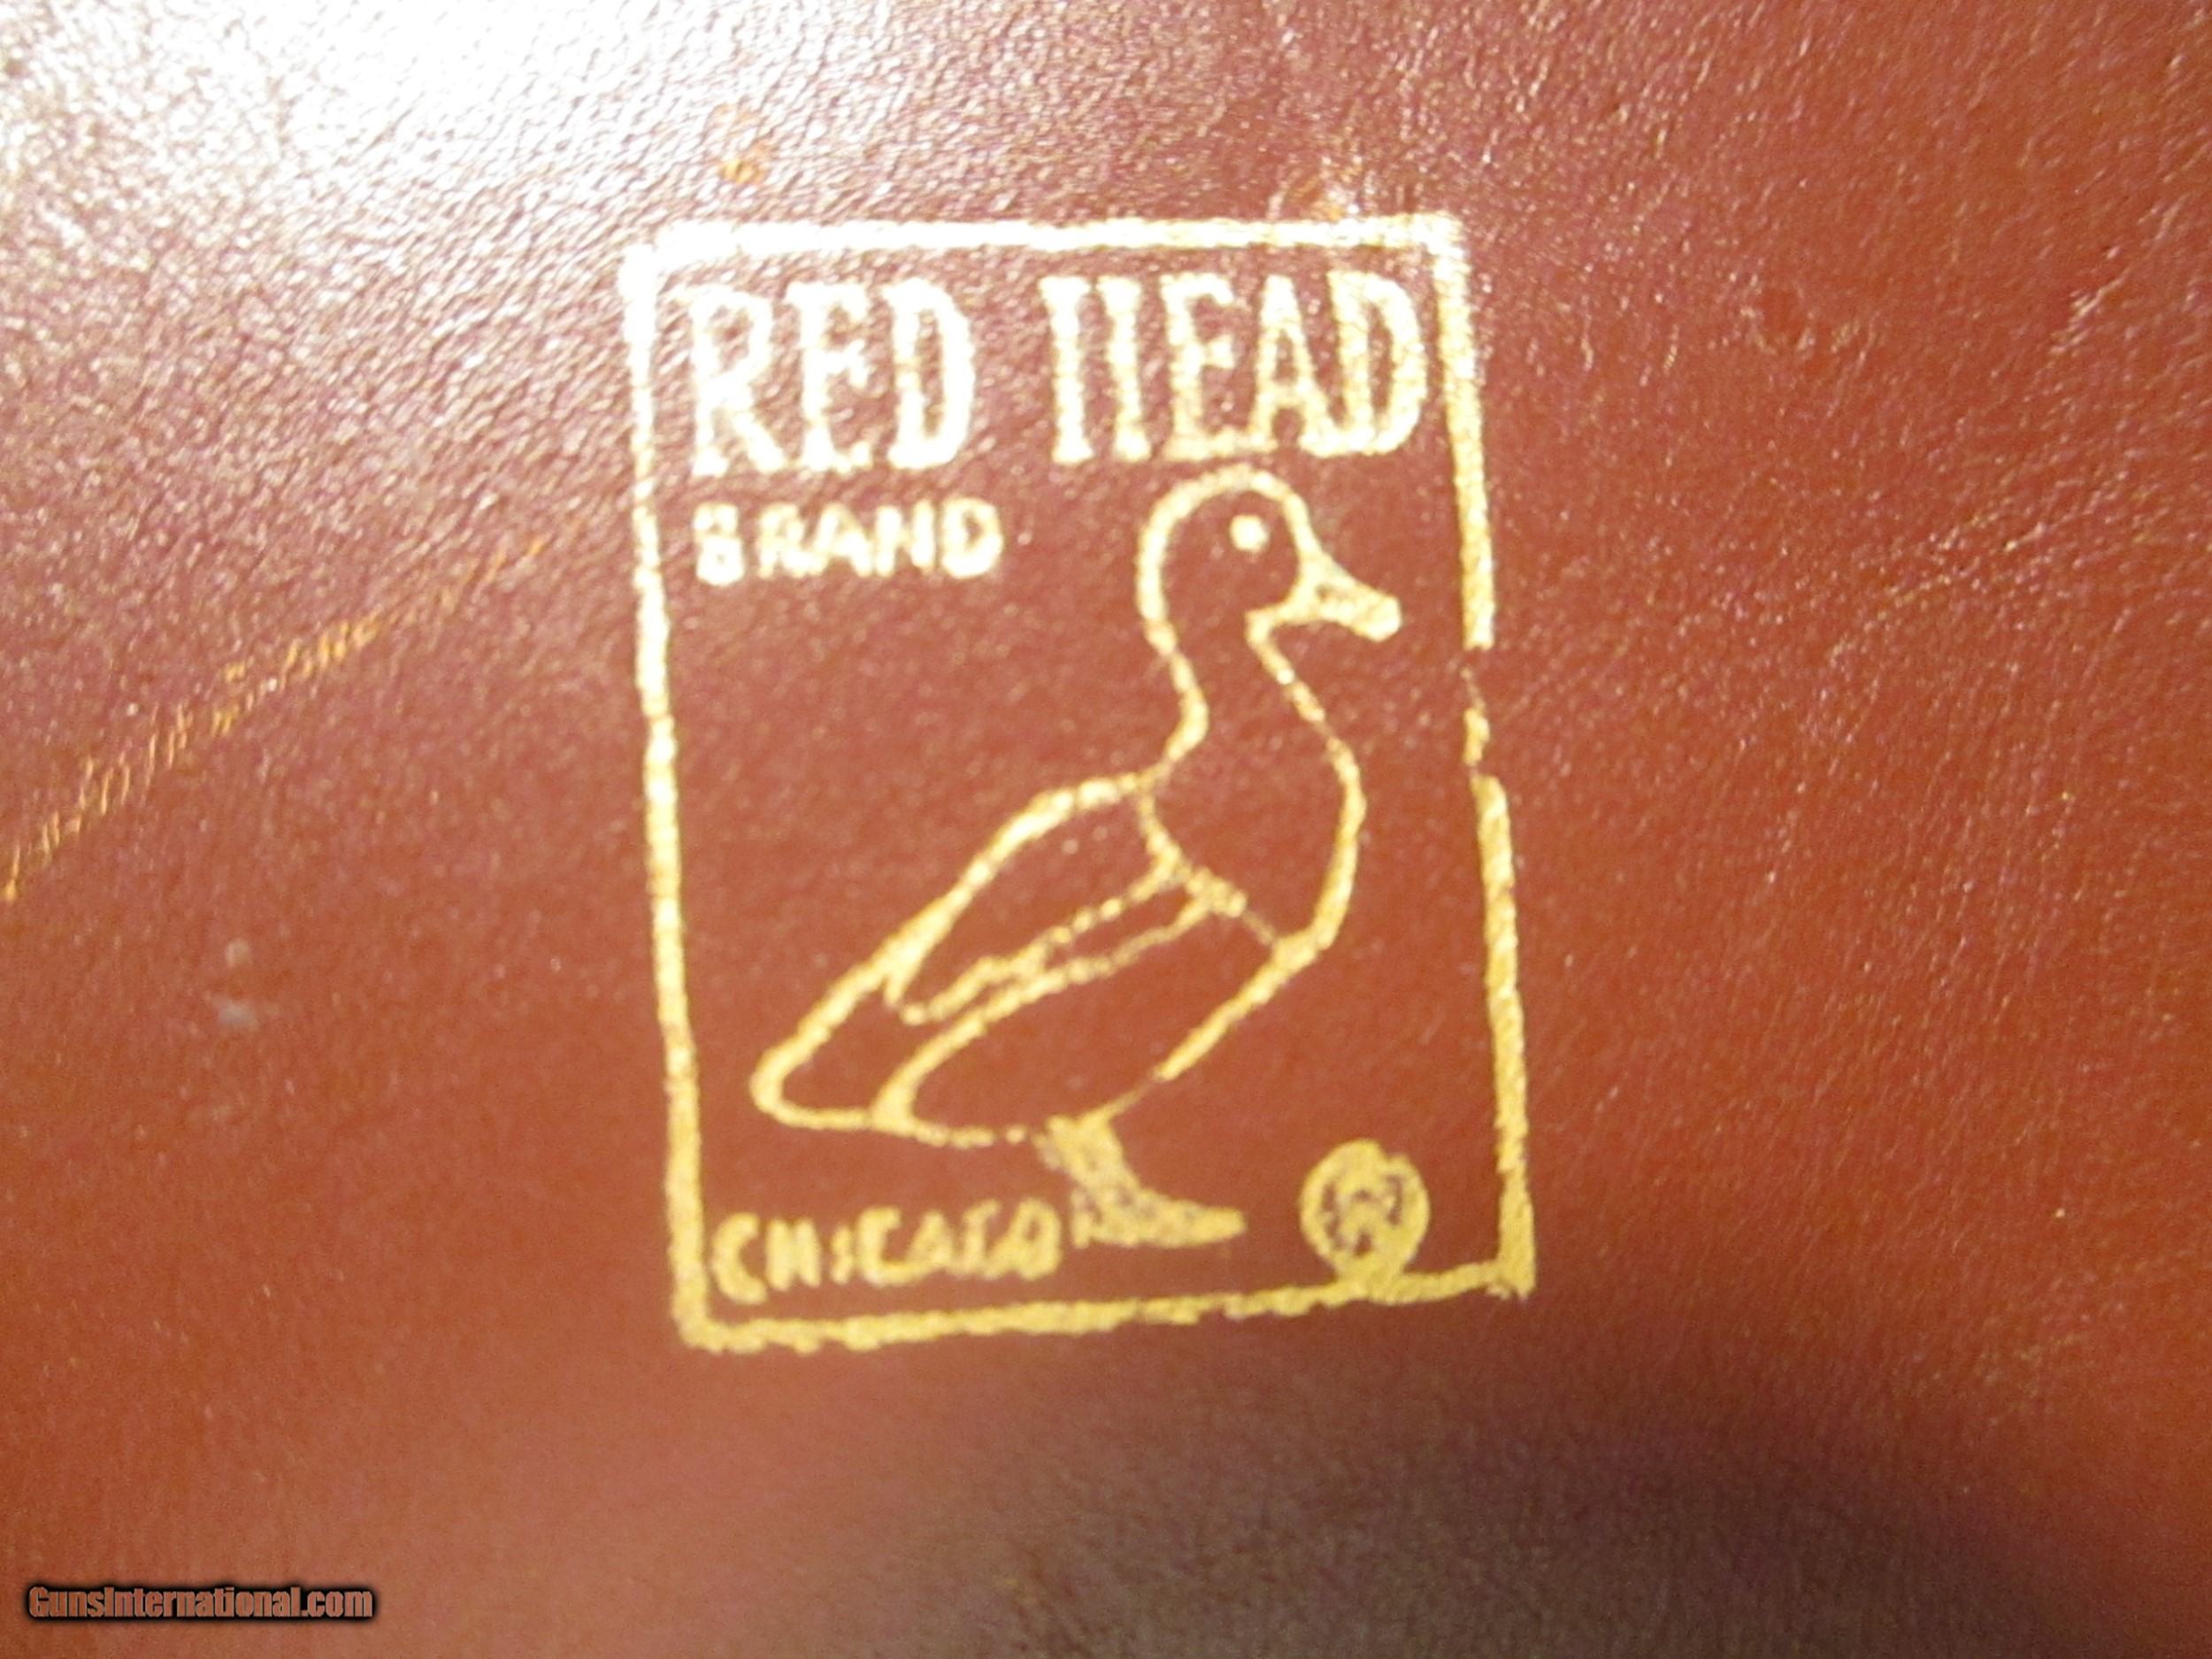 RED HEAD
BRAND
CHICAGO
GunsInternational.com